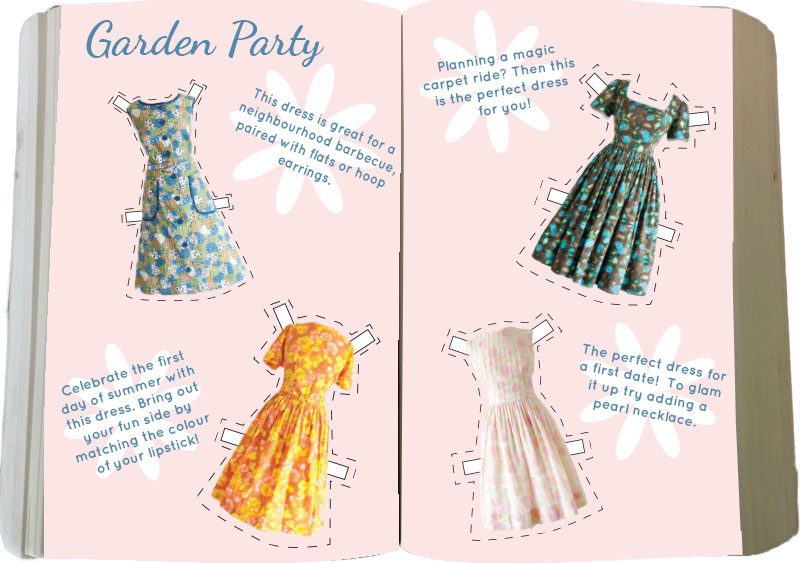 Garden Party
This dress is great for a
neighbourhood barbecue,
paired with flats or hoop
earrings.
Celebrate the first
day of summer with
this dress. Bring out
your fun side by
matching the colour
of your lipstick!
Planning a magic
carpet ride? Then this
is the perfect dress
for you!
The perfect dress for
a first date! To glam
it up try adding a
pearl necklace.